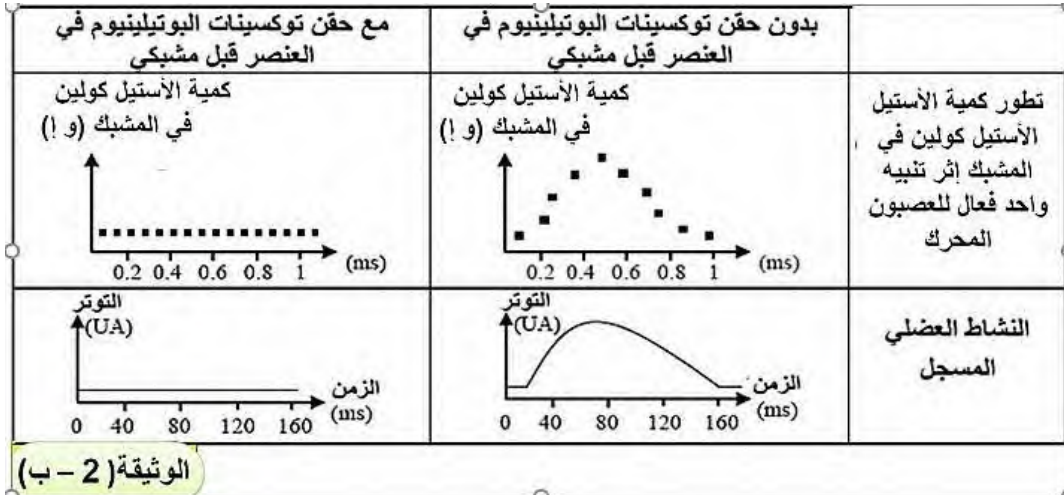 بدون حقن توكسينات البوتيلينيوم في
العنصر قبل مشبكي
مع حقن توكسينات البوتيلينيوم في
العنصر قبل مشبكي
تطور كمية الأستيل
الأستيل كولين في
المشبك إثر تنبيه
واحد فعال للعصبون
المحرك
كمية الأستيل كولين
في المشبك (و إ)
0.2 0.4 0.6 0.8 1
(ms)
كمية الأستيل كولين
في المشبك (و إ)
0.2 0.4 0.6 0.8 1
(ms)
النشاط العضلي
المسجل
التوتر
(UA)
الزمن
(ms)
0 40 80 120 160
التوتر
(UA)
الزمن
(ms)
0 40 80 120 160
الوثيقة( 2 – ب)